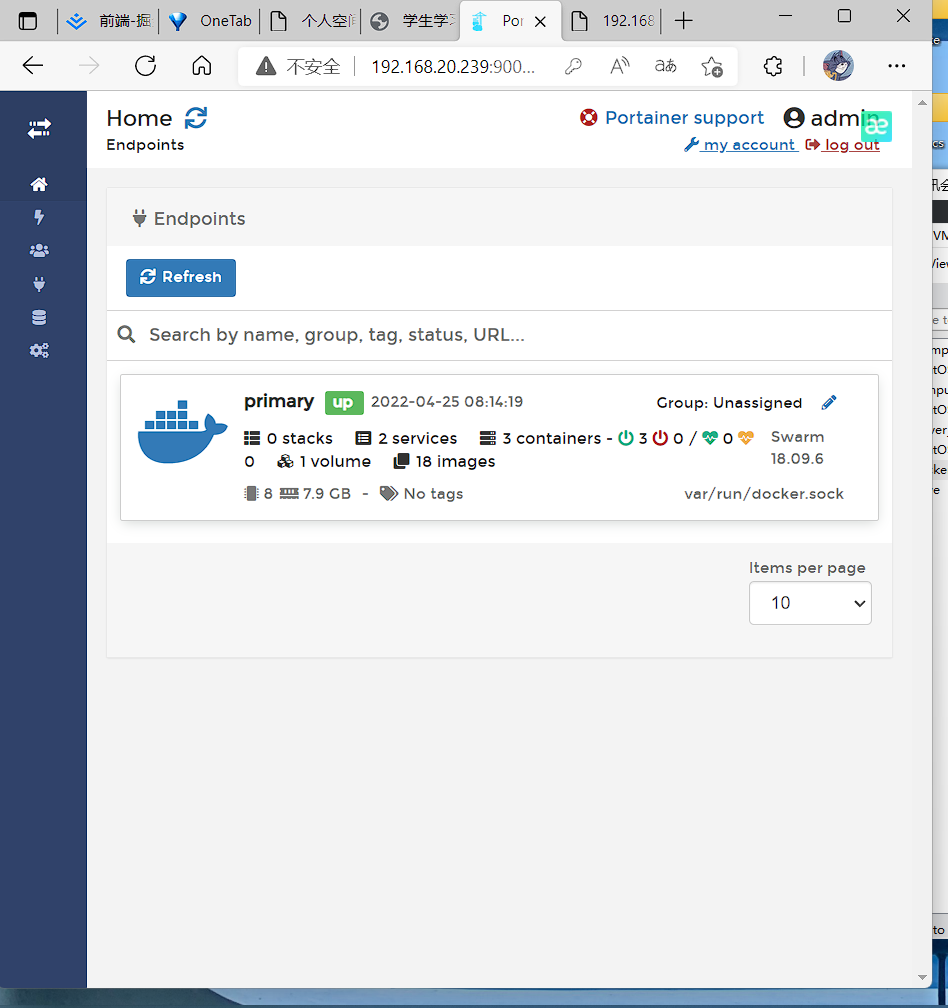 前端-掘
OneTab
个人空间
学生学习
Por
192.168
不安全
192.168.20.239:900...
Home
Endpoints
Portainer support
admin
my account
log out
Endpoints
Refresh
Search by name, group, tag, status, URL...
primary up 2022-04-25 08:14:19
Group: Unassigned
0 stacks 2 services 3 containers - 3 0 / 0
0 1 volume 18 images
Swarm
18.09.6
8 7.9 GB - No tags
var/run/docker.sock
Items per page
10